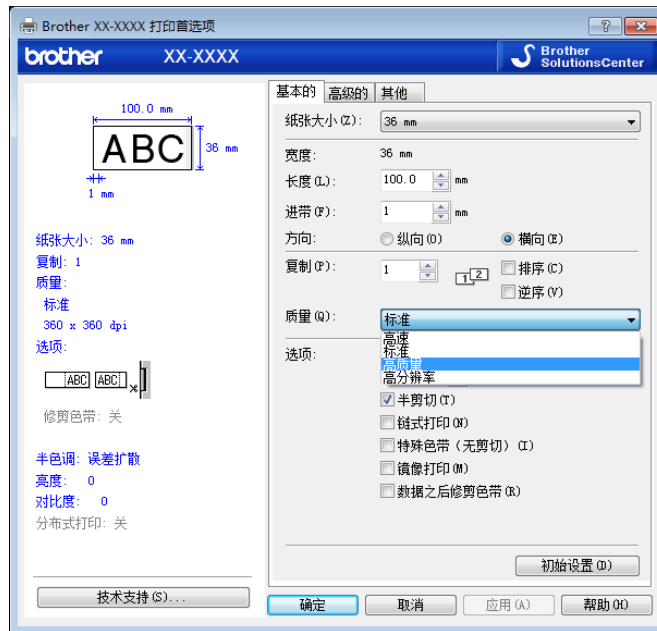 Brother XX-XXXX 打印首选项
brother XX-XXXX
Brother
SolutionsCenter
100.0 mm
ABC
36 mm
1 mm
纸张大小: 36 mm
复制: 1
质量:
标准
360 x 360 dpi
选项:
ABC ABC
修剪色带: 关
半色调: 误差扩散
亮度: 0
对比度: 0
分布式打印: 关
技术支持(S)...
基本的 高级的 其他
纸张大小(Z): 36 mm
宽度: 36 mm
长度(L): 100.0 mm
进带(F): 1 mm
方向: 纵向(O) 横向(E)
复制(P): 1 1 2 排序(C)
逆序(V)
质量(Q): 标准
高速
标准
高质量
高分辨率
选项:
半剪切(T)
链式打印(N)
特殊色带（无剪切）(I)
镜像打印(M)
数据之后修剪色带(R)
初始设置(D)
确定 取消 应用(A) 帮助(H)